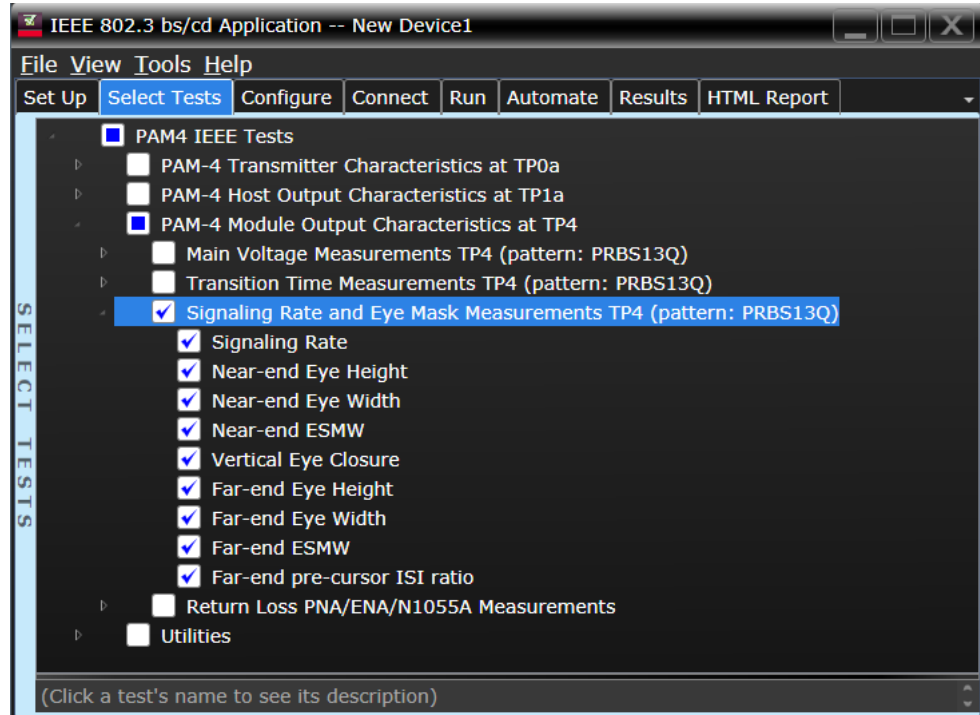 IEEE 802.3 bs/cd Application -- New Device1
File View Tools Help
Set Up Select Tests Configure Connect Run Automate Results HTML Report
PAM4 IEEE Tests
PAM-4 Transmitter Characteristics at TP0a
PAM-4 Host Output Characteristics at TP1a
PAM-4 Module Output Characteristics at TP4
Main Voltage Measurements TP4 (pattern: PRBS13Q)
Transition Time Measurements TP4 (pattern: PRBS13Q)
Signaling Rate and Eye Mask Measurements TP4 (pattern: PRBS13Q)
Signaling Rate
Near-end Eye Height
Near-end Eye Width
Near-end ESMW
Vertical Eye Closure
Far-end Eye Height
Far-end Eye Width
Far-end ESMW
Far-end pre-cursor ISI ratio
Return Loss PNA/ENA/N1055A Measurements
Utilities
SELECT TESTS
(Click a test's name to see its description)